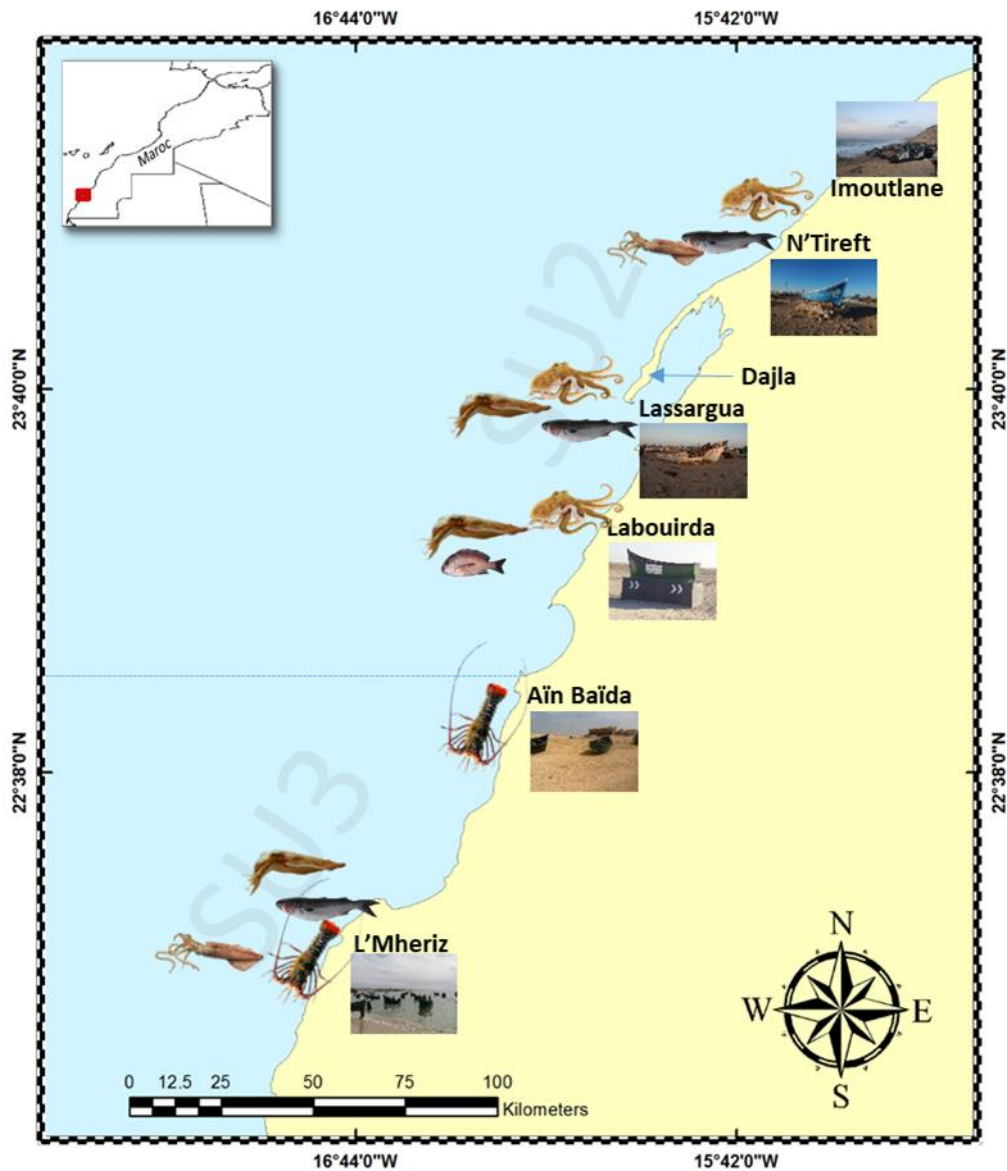 16°44'0"W
15°42'0"W
Maroc
Imoutlane
N'Tireft
SU2
Dajla
23°40'0"N
23°40'0"N
Lassargua
Labouirda
Aïn Baïda
22°38'0"N
22°38'0"N
SU3
L'Mheriz
N
W
E
S
0 12.5 25 50 75 100
Kilometers
16°44'0"W
15°42'0"W